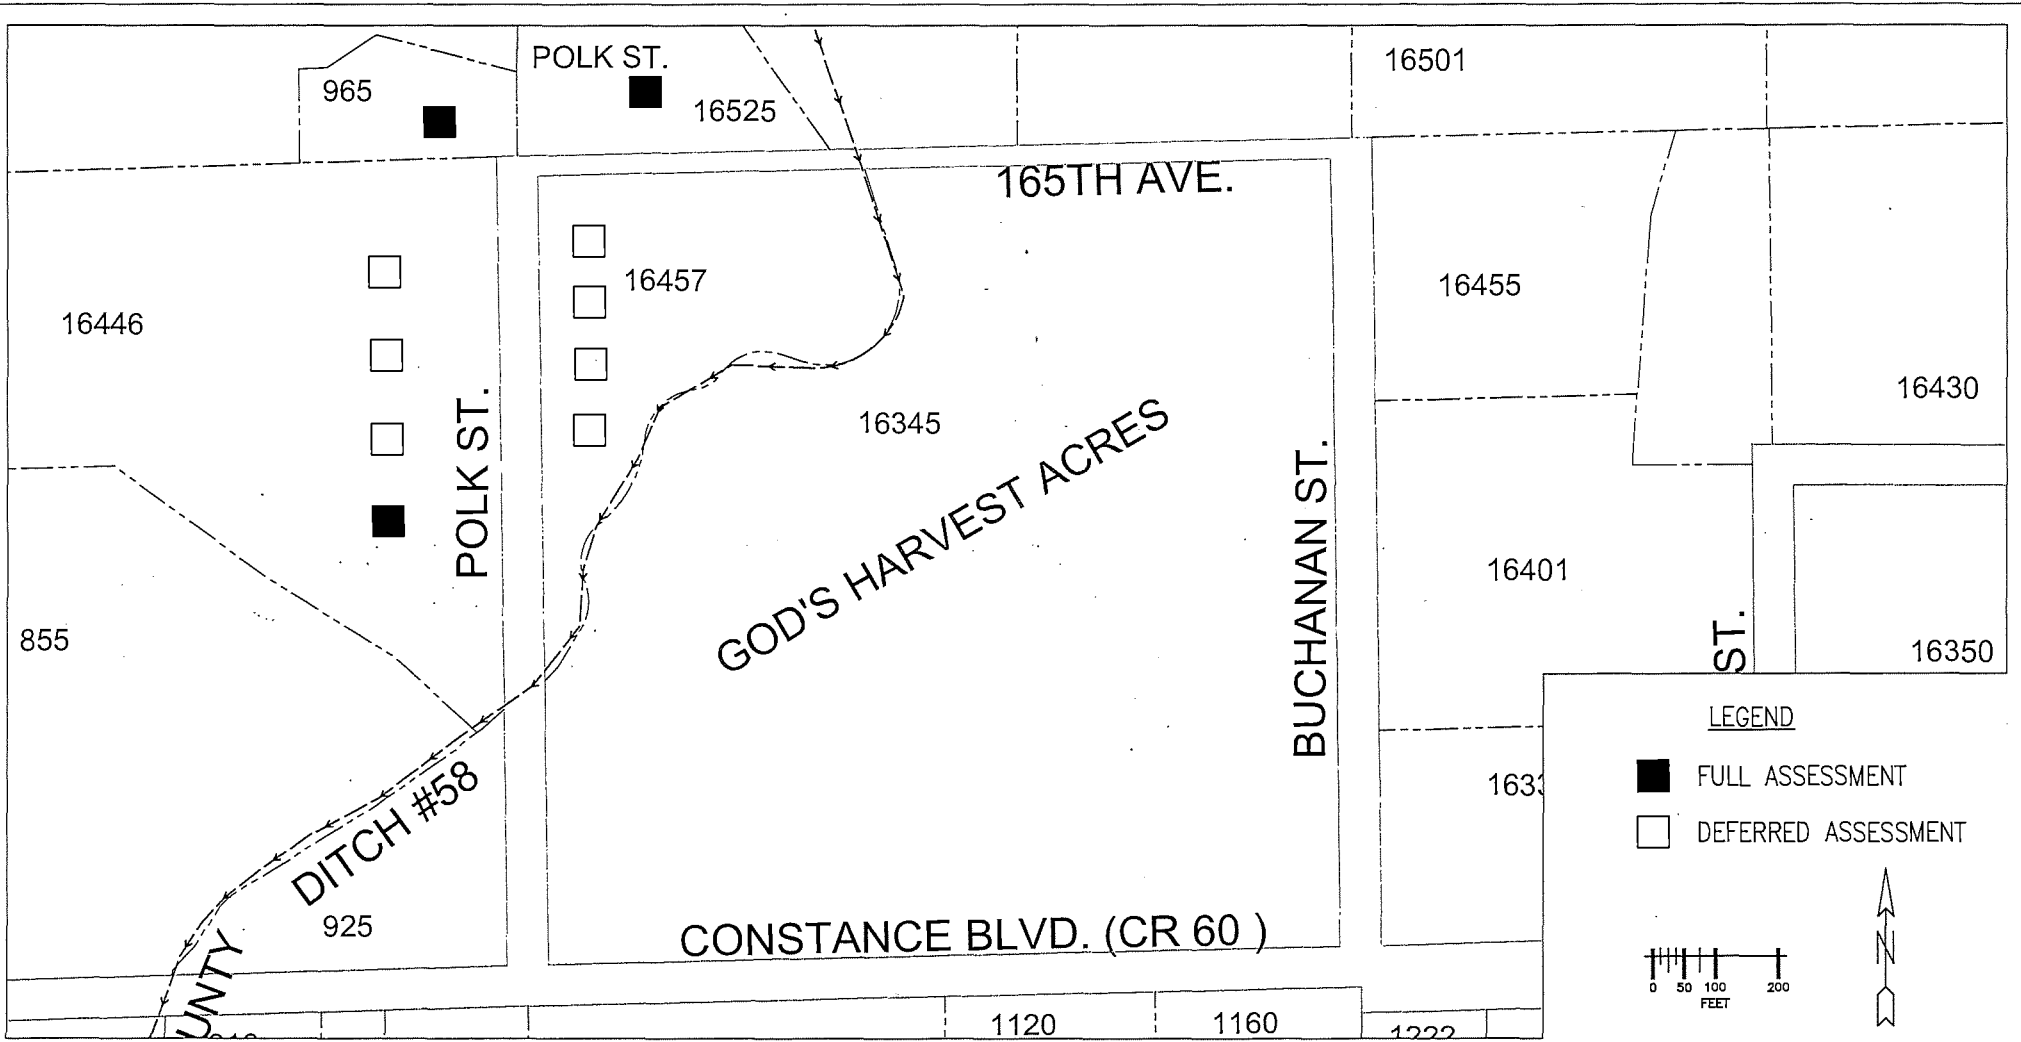 POLK ST.
965
16525
16501
165TH AVE.
16457
16455
16446
16430
16345
POLK ST.
GOD'S HARVEST ACRES
BUCHANAN ST.
16401
855
ST.
16350
LEGEND
FULL ASSESSMENT
DEFERRED ASSESSMENT
DITCH #58
925
CONSTANCE BLVD. (CR 60 )
N
0 50 100 200
FEET
1120
1160